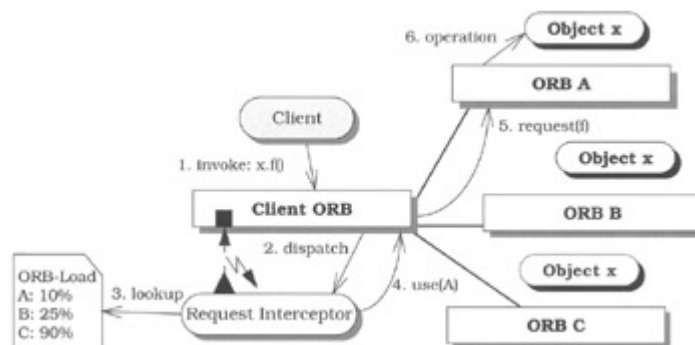 6. operation
Object x
ORB A
Client
5. request(f)
1. invoke: x.f()
Object x
Client ORB
ORB B
2. dispatch
Object x
ORB-Load
A: 10%
B: 25%
C: 90%
3. lookup
4. use(A)
Request Interceptor
ORB C